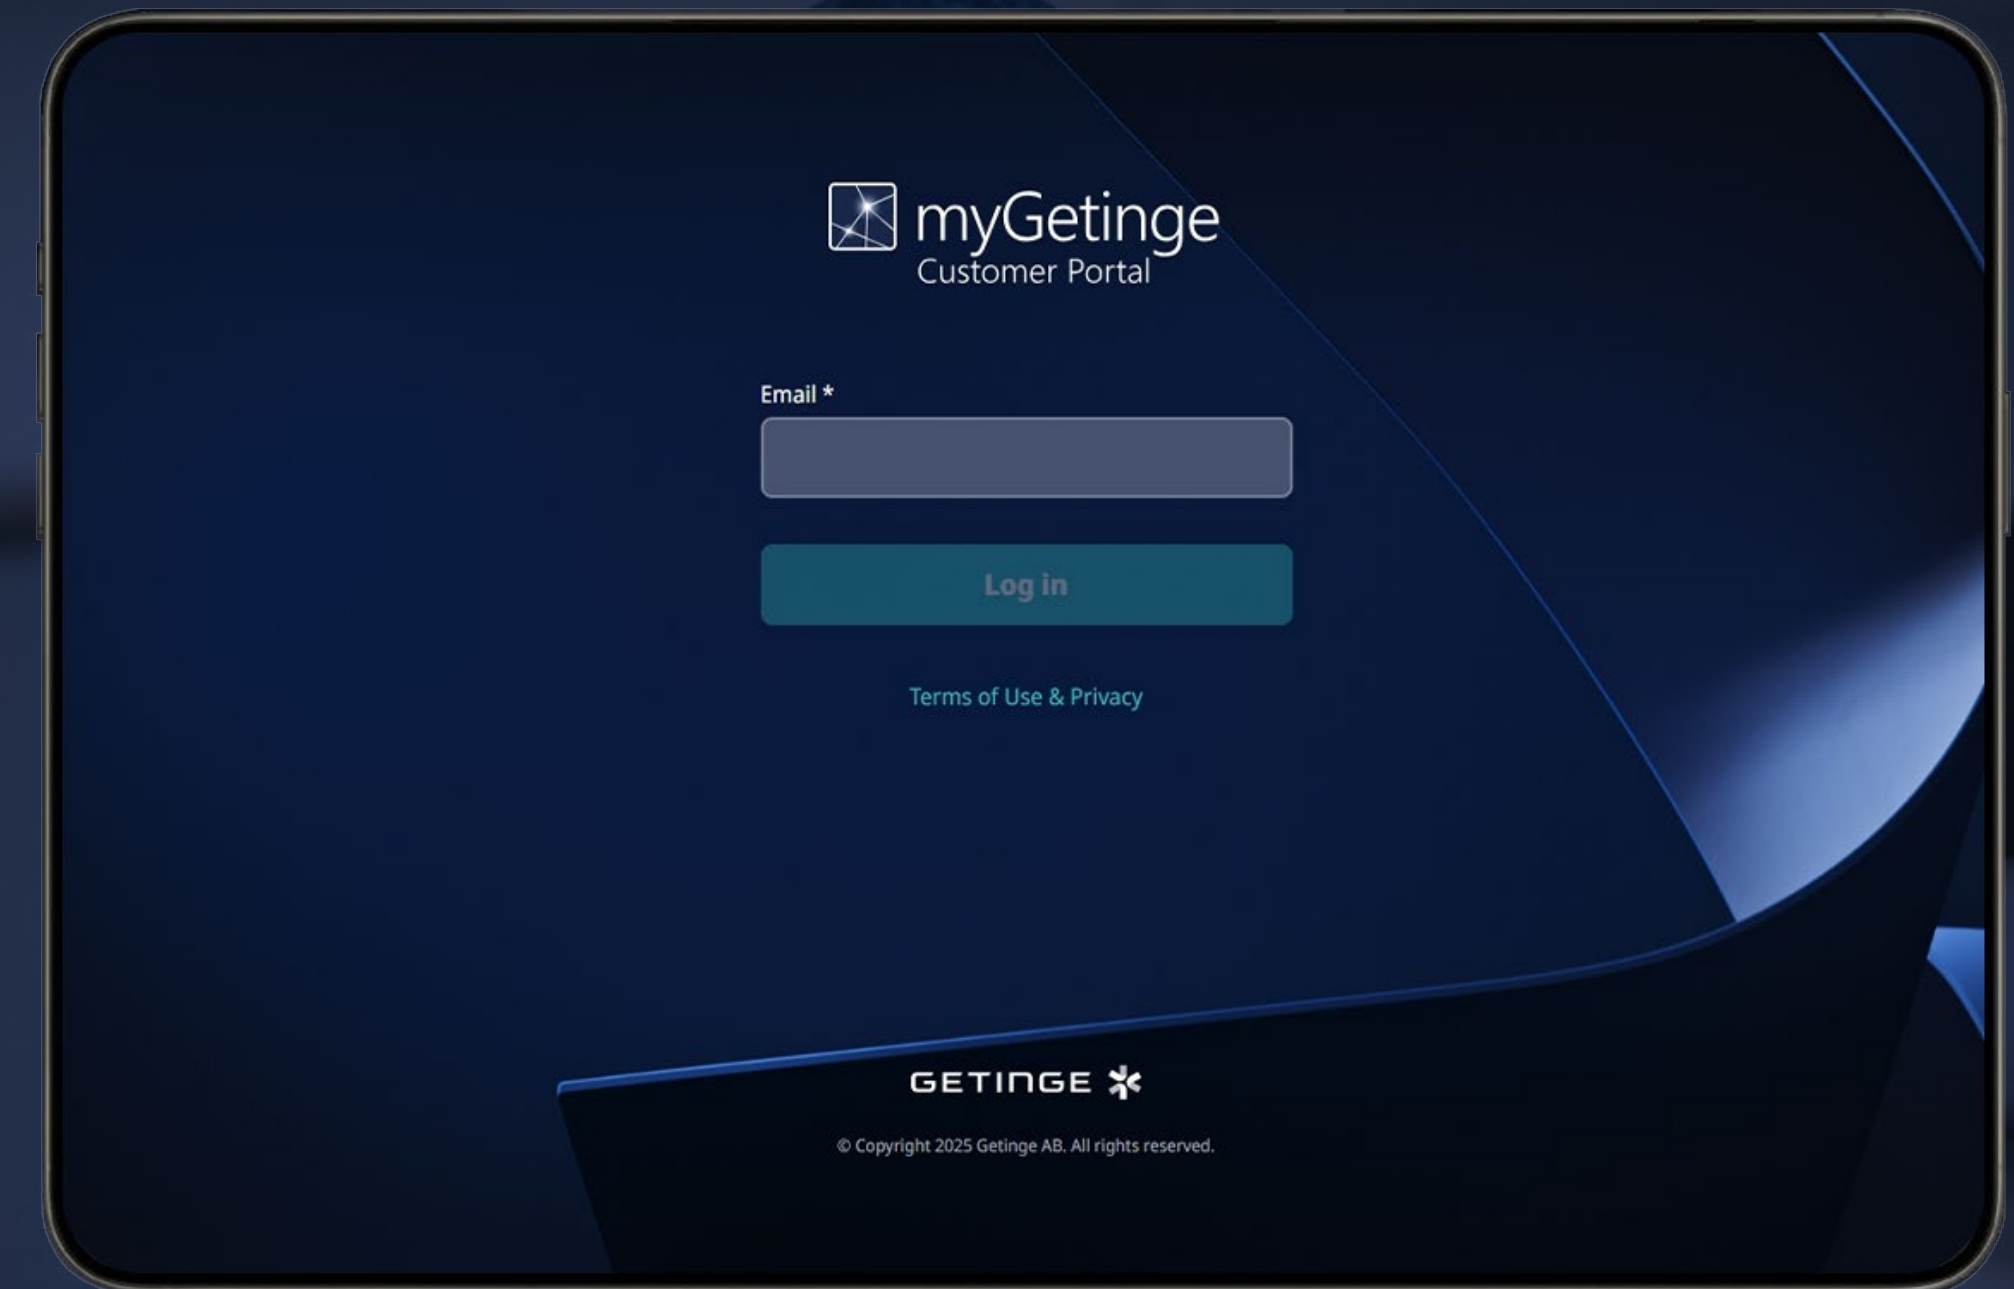 myGetinge
Customer Portal
Email *
Log in
Terms of Use & Privacy
GETINGE
© Copyright 2025 Getinge AB. All rights reserved.